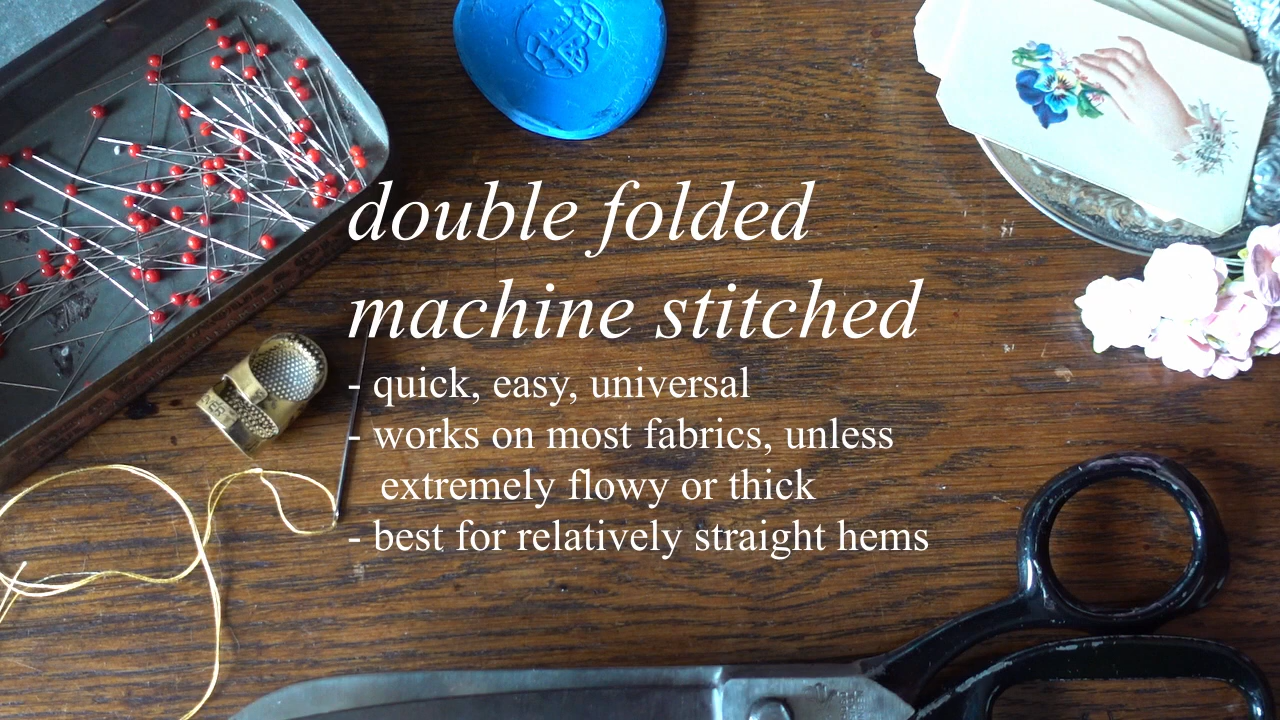 double folded
machine stitched
- quick, easy, universal
- works on most fabrics, unless
extremely flowy or thick
- best for relatively straight hems